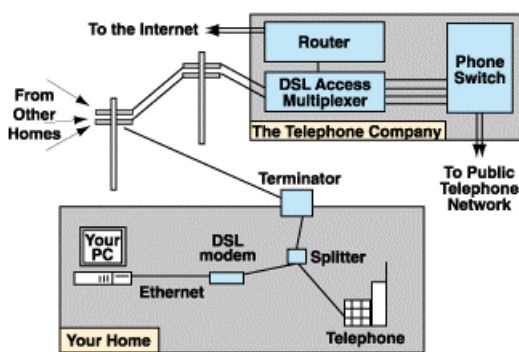 To the Internet
Router
Phone
Switch
DSL Access
Multiplexer
From
Other
Homes
The Telephone Company
To Public
Telephone
Network
Terminator
Your
PC
DSL
modem
Splitter
Ethernet
Telephone
Your Home